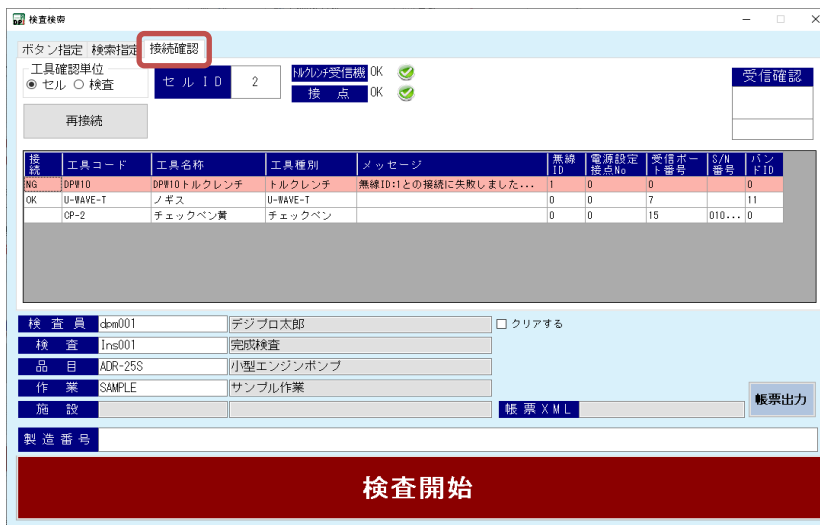 検査検索
ボタン指定 検索指定 接続確認
工具確認単位
セル 検査
セルID 2
トルクレンチ受信機 OK
接点 OK
受信確認
再接続
接続 工具コード 工具名称 工具種別 メッセージ 無線ID 電源設定接点No 受信ポート番号 S/N番号 バンドID
NG DPW10 DPW10トルクレンチ トルクレンチ 無線ID:1との接続に失敗しました... 1 0 0 0
OK U-WAVE-T ノギス U-WAVE-T 0 0 7 11
CP-2 チェックペン黄 チェックペン 0 0 15 010... 0
検査員 dpm001 デジプロ太郎 クリアする
検査 Ins001 完成検査
品目 ADR-25S 小型エンジンポンプ
作業 SAMPLE サンプル作業
施設 帳票XML 帳票出力
製造番号
検査開始